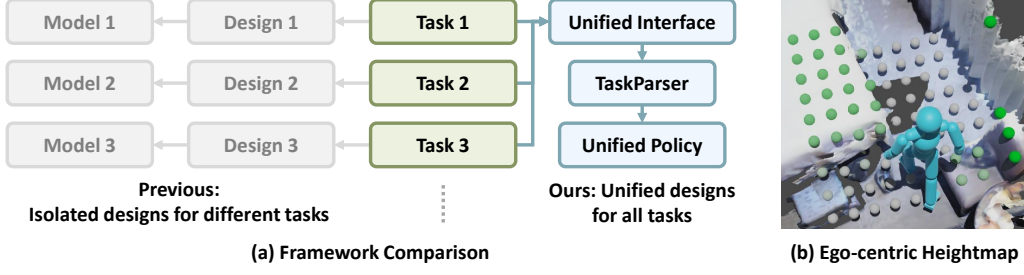 Model 1
Design 1
Task 1
Unified Interface
Model 2
Design 2
Task 2
TaskParser
Model 3
Design 3
Task 3
Unified Policy
Previous:
Isolated designs for different tasks
Ours: Unified designs
for all tasks
(a) Framework Comparison
(b) Ego-centric Heightmap